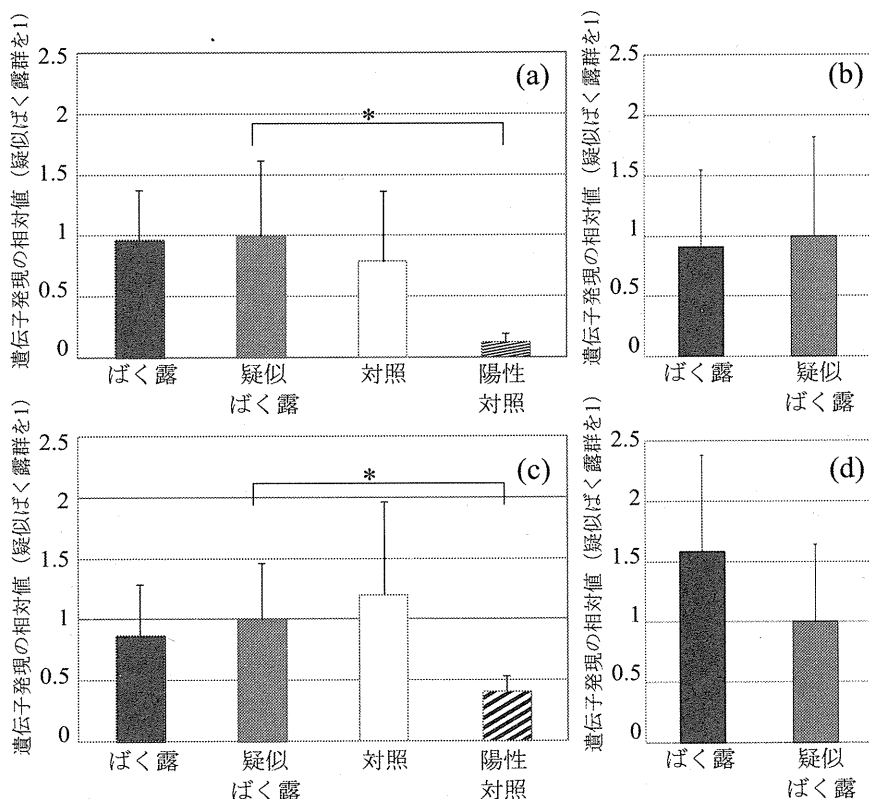 遺伝子発現の相対値 (疑似ばく露群を1)
2.5
2
1.5
1
0.5
0
(a)
*
ばく露
疑似
ばく露
対照
陽性
対照
遺伝子発現の相対値 (疑似ばく露群を1)
2.5
2
1.5
1
0.5
0
(b)
ばく露
疑似
ばく露
遺伝子発現の相対値 (疑似ばく露群を1)
2.5
2
1.5
1
0.5
0
(c)
*
ばく露
疑似
ばく露
対照
陽性
対照
遺伝子発現の相対値 (疑似ばく露群を1)
2.5
2
1.5
1
0.5
0
(d)
ばく露
疑似
ばく露